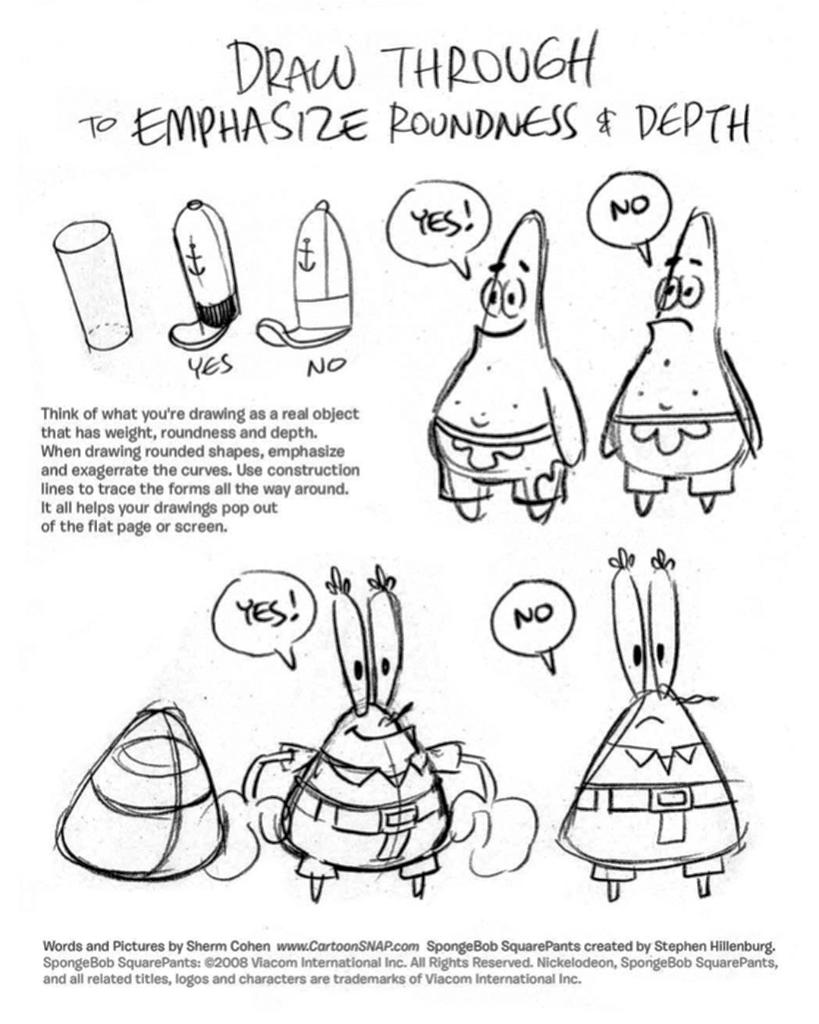 DRAW THROUGH
TO EMPHASIZE ROUNDNESS & DEPTH
YES!
NO
YES
NO
Think of what you're drawing as a real object
that has weight, roundness and depth.
When drawing rounded shapes, emphasize
and exagerrate the curves. Use construction
lines to trace the forms all the way around.
It all helps your drawings pop out
of the flat page or screen.
YES!
NO
Words and Pictures by Sherm Cohen www.CartoonSNAP.com SpongeBob SquarePants created by Stephen Hillenburg.
SpongeBob SquarePants: ©2008 Viacom International Inc. All Rights Reserved. Nickelodeon, SpongeBob SquarePants,
and all related titles, logos and characters are trademarks of Viacom International Inc.